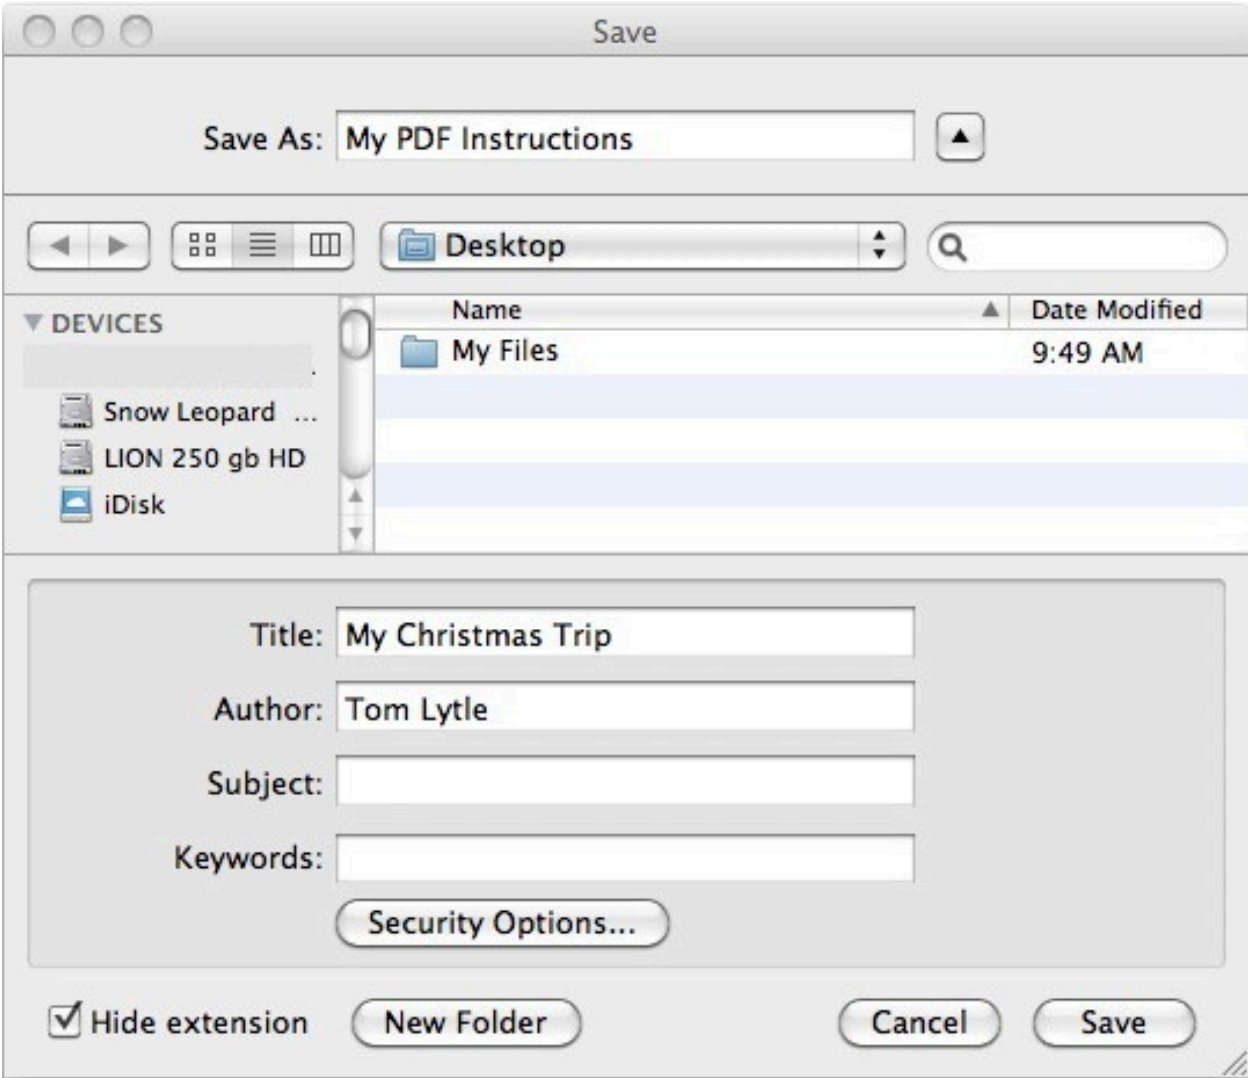 Save
Save As: My PDF Instructions
Desktop
DEVICES
Name Date Modified
My Files 9:49 AM
Snow Leopard ...
LION 250 gb HD
iDisk
Title: My Christmas Trip
Author: Tom Lytle
Subject:
Keywords:
Security Options...
Hide extension New Folder Cancel Save